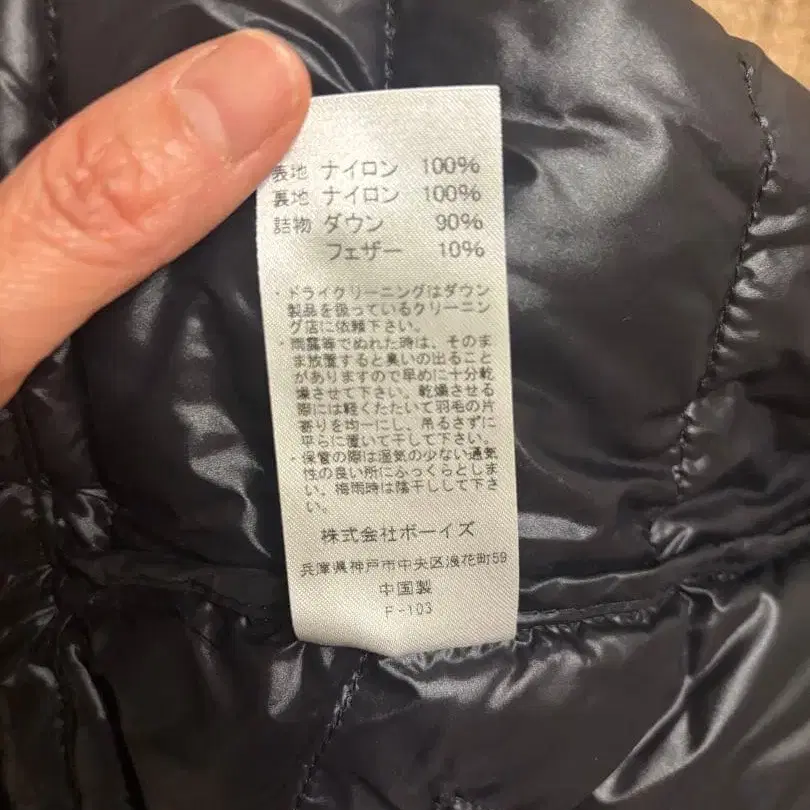 表地 ナイロン 100%
裏地 ナイロン 100%
詰物 ダウン 90%
フェザー 10%
・ドライクリーニングはダウン
製品を扱っているクリーニン
グ店に依頼下さい。
・雨露等でぬれた時は、そのま
ま放置すると臭いの出ること
がありますので早めに十分乾
燥させて下さい。乾燥させる
際には軽くたたいて羽毛の片
寄りを均一にし、吊るさずに
平らに置いて干して下さい。
・保管の際は湿気の少ない通気
性の良い所にふっくらとしま
い、梅雨時は陰干しして下さ
い。
株式会社ボーイズ
兵庫県神戸市中央区浪花町59
中国製
F-103